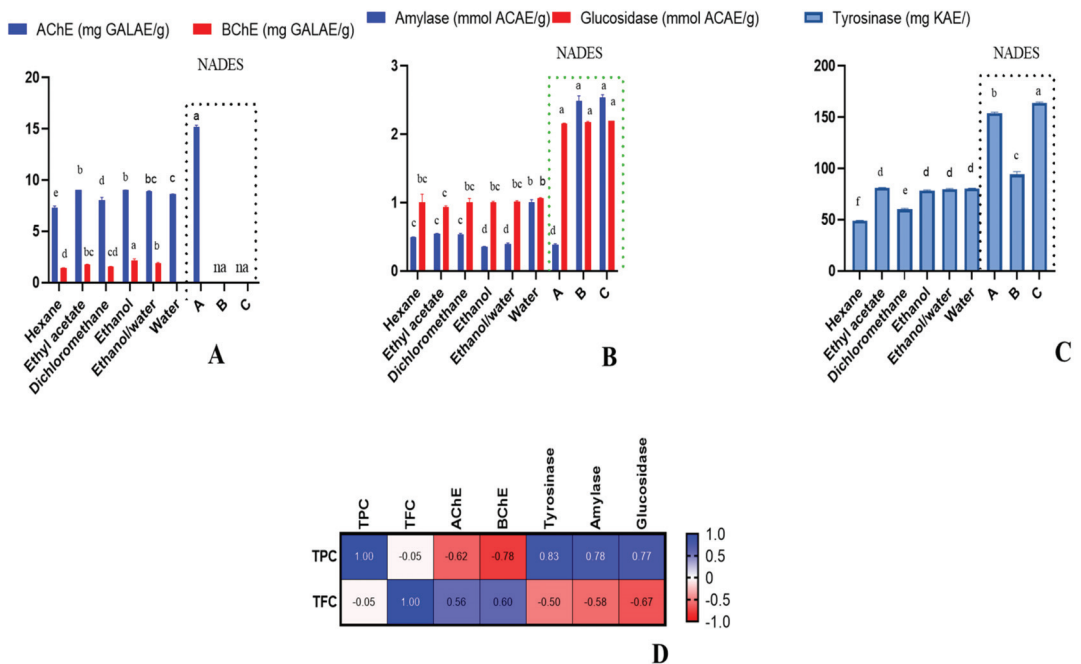 AChE (mg GALAE/g) BChE (mg GALAE/g)
NADES
20
15
10
5
0
e d b bc d cd b a bc b c a na na
Hexane
Ethyl acetate
Dichloromethane
Ethanol
Ethanol/water
Water
A
B
C
A
Amylase (mmol ACAE/g) Glucosidase (mmol ACAE/g)
NADES
3
2
1
0
c bc c bc c bc d bc c bc b b d a a a a a
Hexane
Ethyl acetate
Dichloromethane
Ethanol
Ethanol/water
Water
A
B
C
B
Tyrosinase (mg KAE/)
NADES
200
150
100
50
0
f d e d d d b c a
Hexane
Ethyl acetate
Dichloromethane
Ethanol
Ethanol/water
Water
A
B
C
C
TPC TFC AChE BChE Tyrosinase Amylase Glucosidase
TPC 1.00 -0.05 -0.62 -0.78 0.83 0.78 0.77
TFC -0.05 1.00 0.56 0.60 -0.50 -0.58 -0.67
1.0
0.5
0
-0.5
-1.0
D